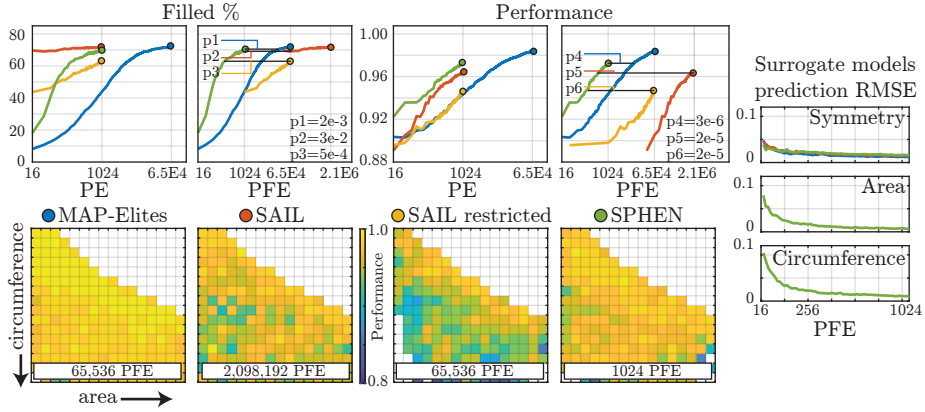 Filled %
Performance
80
60
40
20
0
16
1024
6.5E4
PE
p1
p2
p3
p1=2e-3
p2=3e-2
p3=5e-4
16
1024
6.5E4
2.1E6
PFE
1.00
0.96
0.92
0.88
16
1024
6.5E4
PE
p4
p5
p6
p4=3e-6
p5=2e-5
p6=2e-5
16
1024
6.5E4
2.1E6
PFE
Surrogate models
prediction RMSE
0.1
Symmetry
0.1
Area
0.1
Circumference
0
16
256
1024
PFE
MAP-Elites
SAIL
SAIL restricted
SPHEN
circumference
area
65,536 PFE
2,098,192 PFE
1.0
Performance
0.8
65,536 PFE
1024 PFE